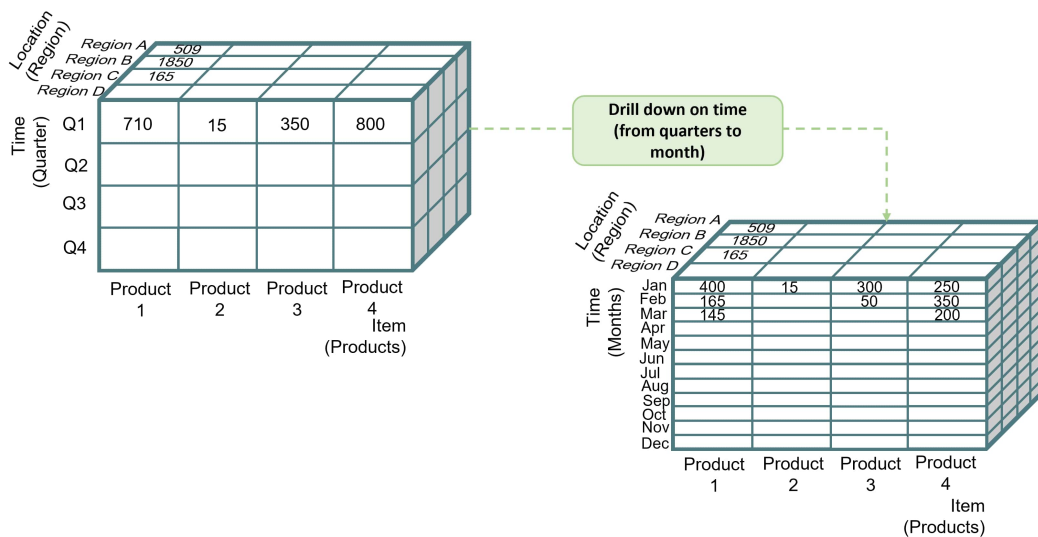 Location
(Region)
Region A
509
Region B
1850
Region C
165
Region D
Time
(Quarter)
Q1
710
15
350
800
Q2
Q3
Q4
Product
1
Product
2
Product
3
Product
4
Item
(Products)
Drill down on time
(from quarters to
month)
Location
(Region)
Region A
509
Region B
1850
Region C
165
Region D
Time
(Months)
Jan
400
15
300
250
Feb
165
50
350
Mar
145
200
Apr
May
Jun
Jul
Aug
Sep
Oct
Nov
Dec
Product
1
Product
2
Product
3
Product
4
Item
(Products)